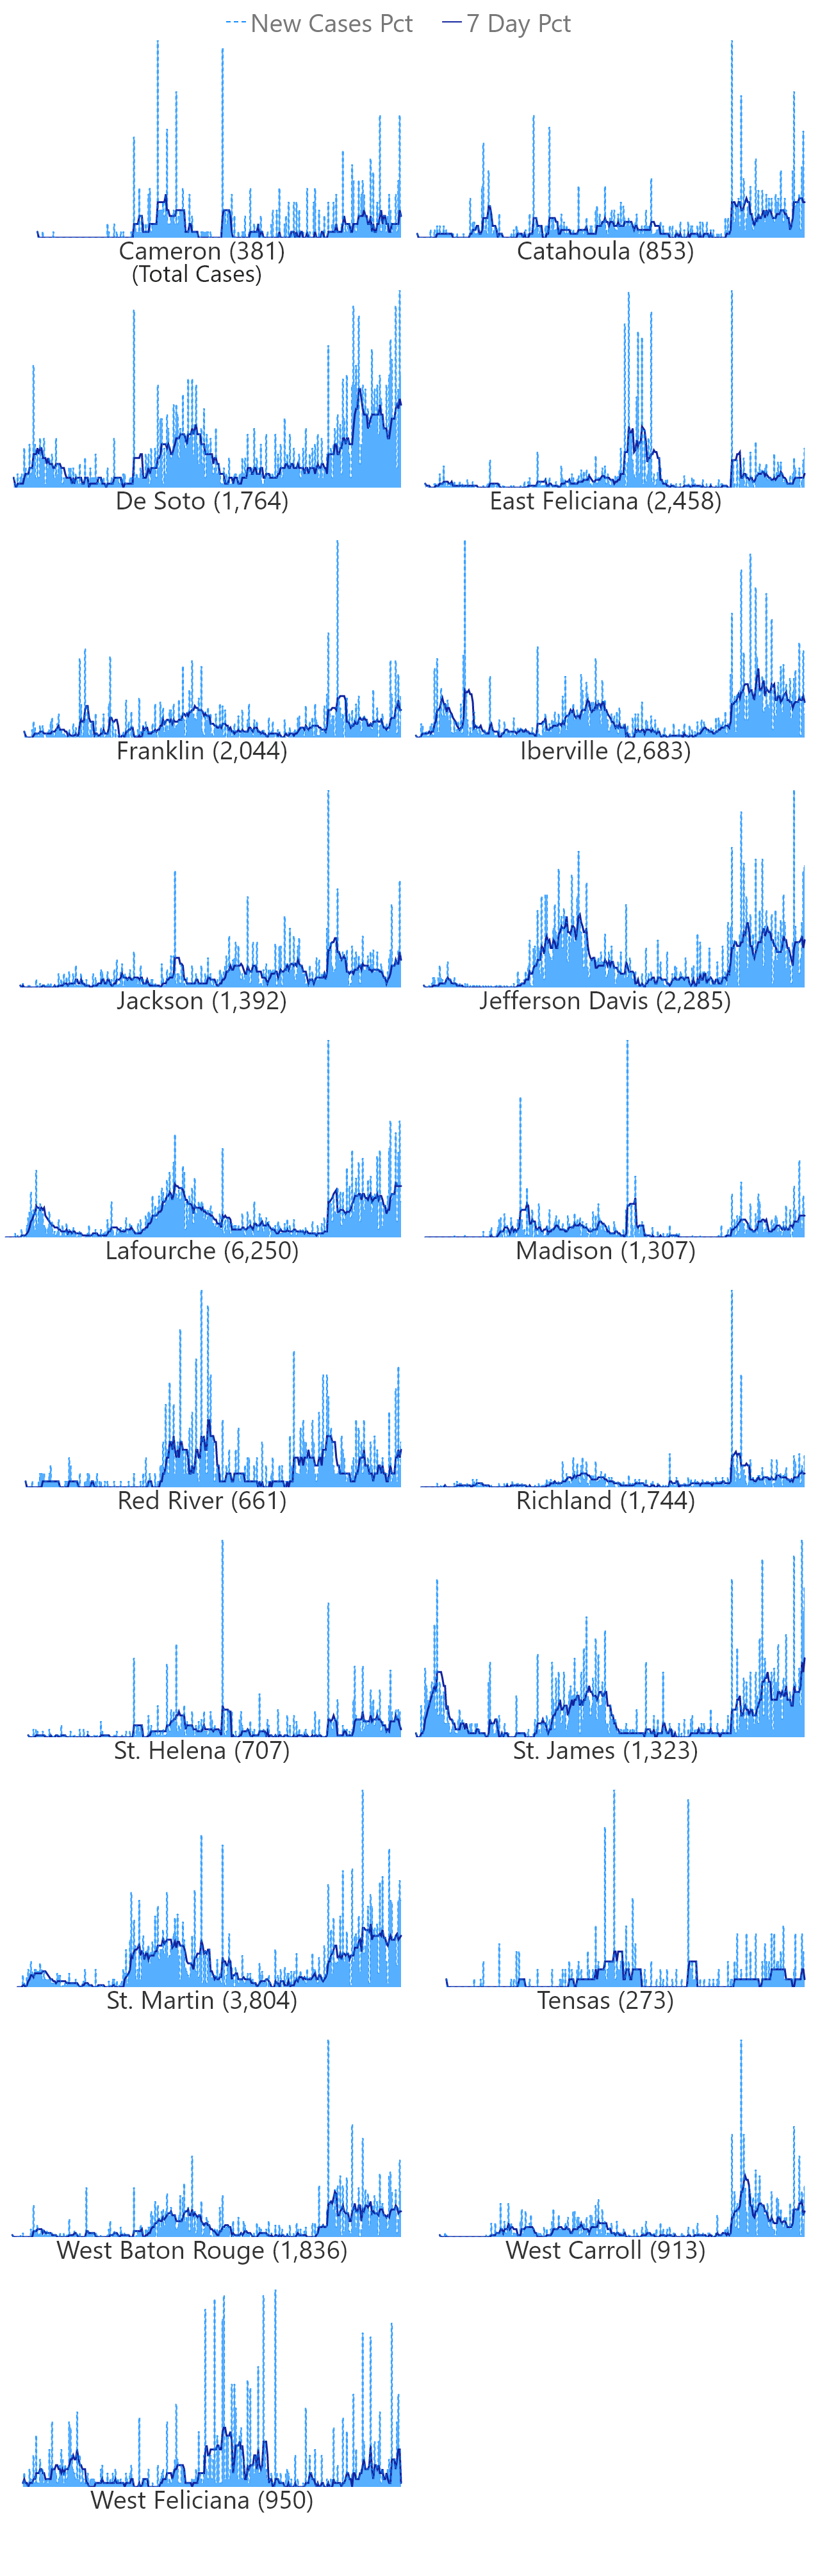 New Cases Pct 7 Day Pct
Cameron (381) Catahoula (853)
(Total Cases)
De Soto (1,764) East Feliciana (2,458)
Franklin (2,044) Iberville (2,683)
Jackson (1,392) Jefferson Davis (2,285)
Lafourche (6,250) Madison (1,307)
Red River (661) Richland (1,744)
St. Helena (707) St. James (1,323)
St. Martin (3,804) Tensas (273)
West Baton Rouge (1,836) West Carroll (913)
West Feliciana (950)